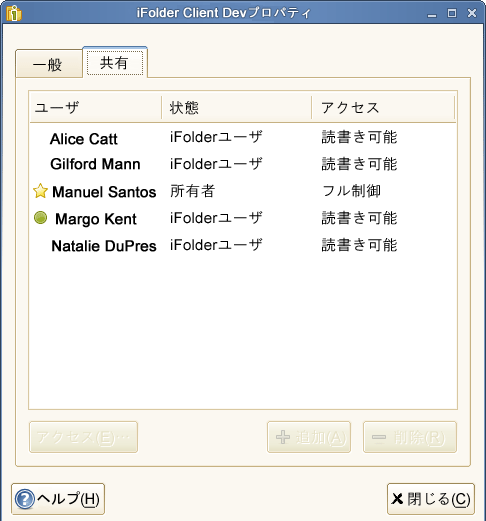 iFolder Client Devプロパティ
一般 共有
ユーザ 状態 アクセス
Alice Catt iFolderユーザ 読書き可能
Gilford Mann iFolderユーザ 読書き可能
Manuel Santos 所有者 フル制御
Margo Kent iFolderユーザ 読書き可能
Natalie DuPres iFolderユーザ 読書き可能
アクセス(E)… 追加(A) 削除(R)
ヘルプ(H) 閉じる(C)